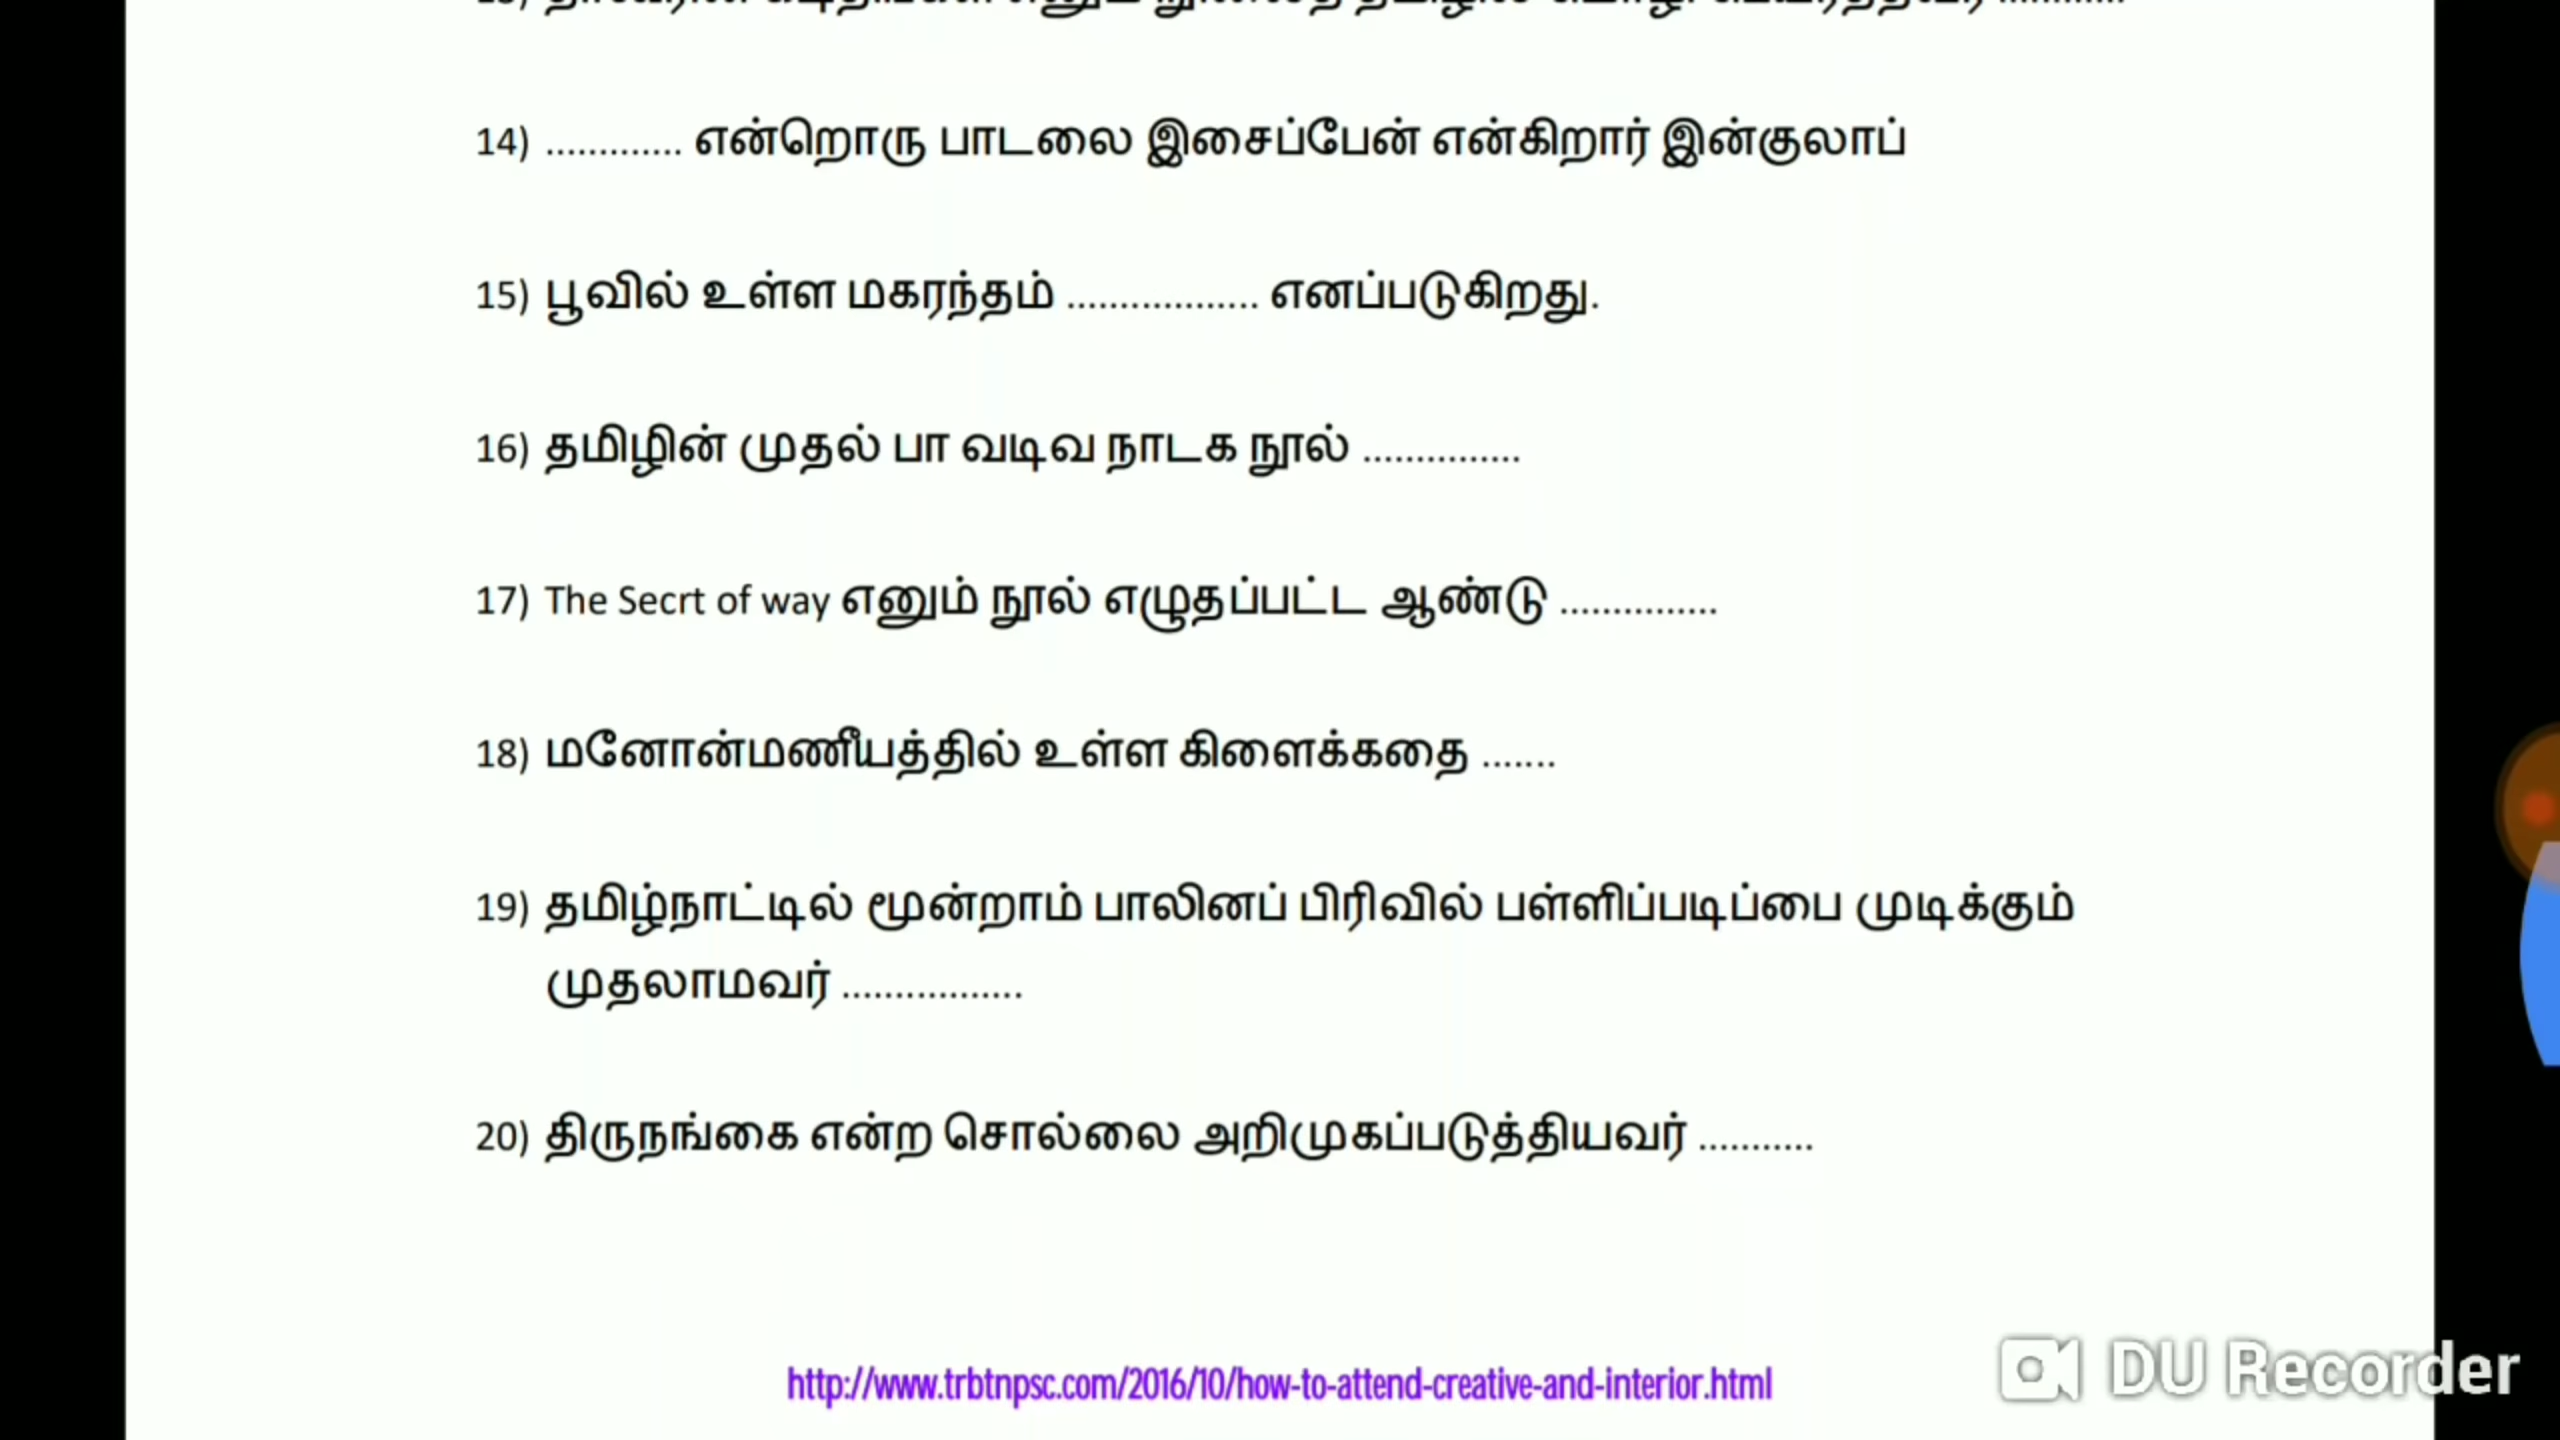 14) ............. என்றொரு பாடலை இசைப்பேன் என்கிறார் இன்குலாப்
15) பூவில் உள்ள மகரந்தம் .................. எனப்படுகிறது.
16) தமிழின் முதல் பா வடிவ நாடக நூல் ...............
17) The Secrt of way எனும் நூல் எழுதப்பட்ட ஆண்டு ...............
18) மனோன்மணீயத்தில் உள்ள கிளைக்கதை .......
19) தமிழ்நாட்டில் மூன்றாம் பாலினப் பிரிவில் பள்ளிப்படிப்பை முடிக்கும்
முதலாமவர் .................
20) திருநங்கை என்ற சொல்லை அறிமுகப்படுத்தியவர் ...........
http://www.trbtnpsc.com/2016/10/how-to-attend-creative-and-interior.html
DU Recorder